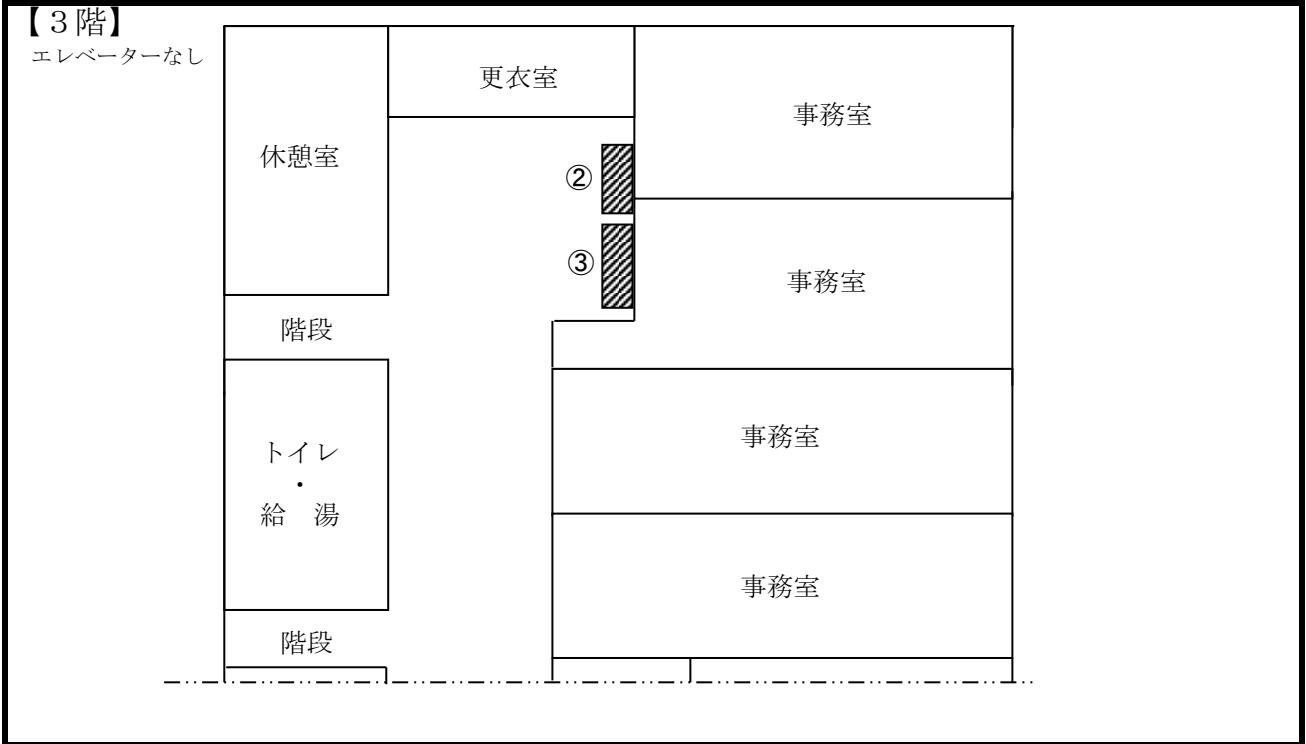 【３階】
エレベーターなし
更衣室
事務室
休憩室
②
③
事務室
階段
トイレ
・
給　湯
事務室
事務室
階段